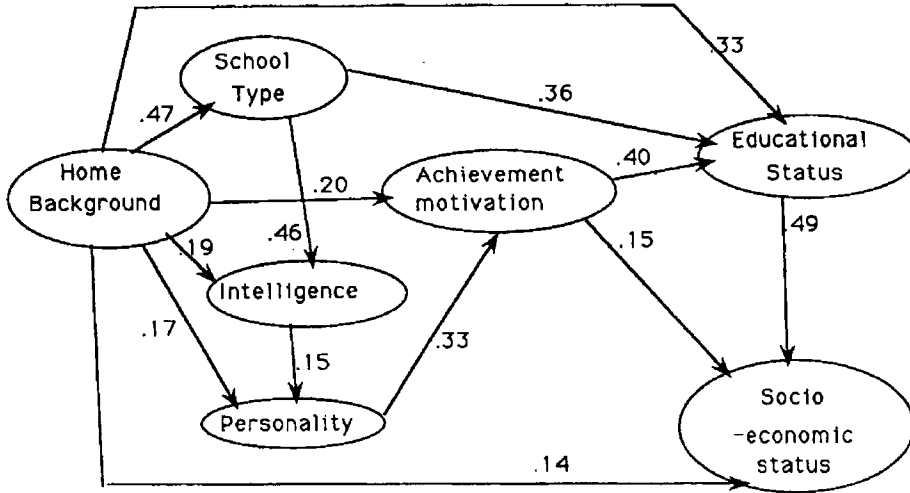 .33
School
Type
.36
.47
Educational
Status
Home
Background
Achievement
motivation
.40
.20
.49
.19
.46
.15
Intelligence
.17
.15
.33
Personality
Socio
-economic
status
.14